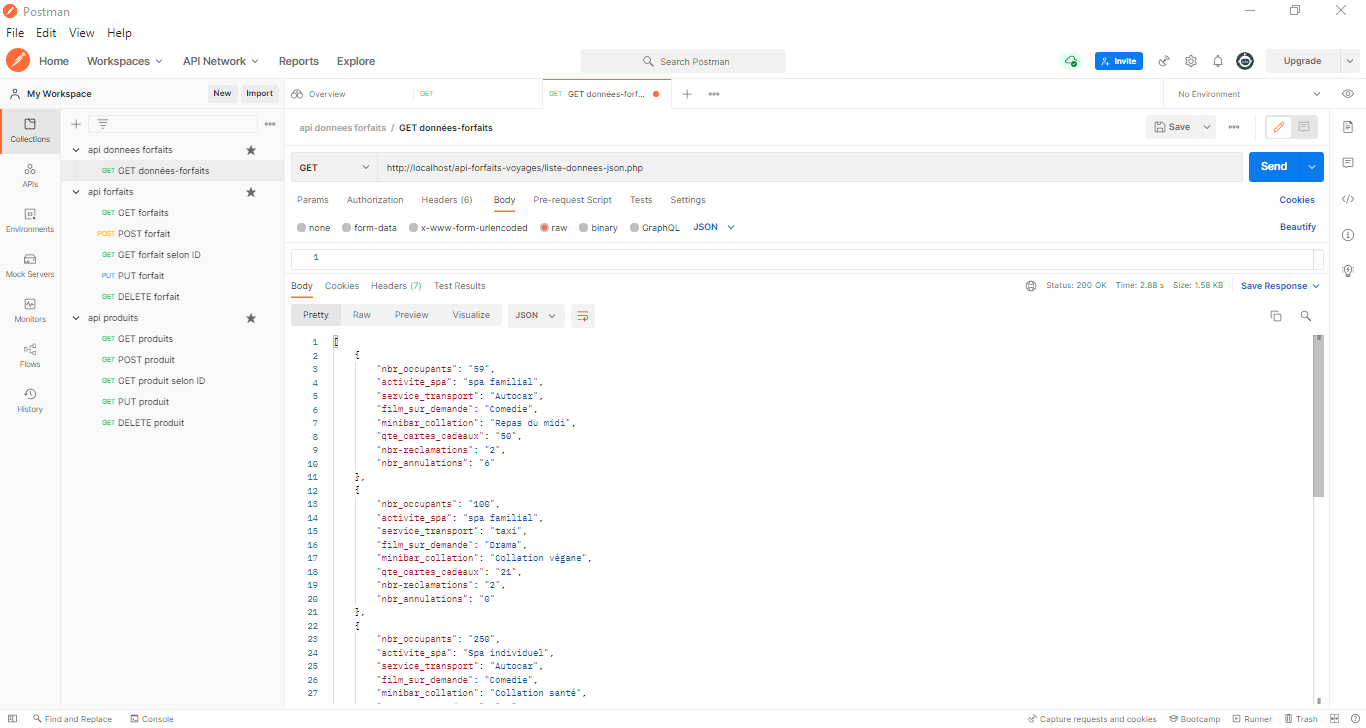 Postman
File Edit View Help
Home Workspaces API Network Reports Explore Search Postman Invite Upgrade
My Workspace New Import Overview GET GET GET données-forf... No Environment
Collections
APIs
Environments
Mock Servers
Monitors
Flows
History
api donnees forfaits
GET GET données-forfaits
api forfaits
GET GET forfaits
POST POST forfait
GET GET forfait selon ID
PUT PUT forfait
GET DELETE forfait
api produits
GET GET produits
GET POST produit
GET GET produit selon ID
GET PUT produit
GET DELETE produit
api donnees forfaits / GET données-forfaits Save
GET http://localhost/api-forfaits-voyages/liste-donnees-json.php Send
Params Authorization Headers (6) Body Pre-request Script Tests Settings Cookies
none form-data x-www-form-urlencoded raw binary GraphQL JSON Beautify
1
Body Cookies Headers (7) Test Results Status: 200 OK Time: 2.88 s Size: 1.58 KB Save Response
Pretty Raw Preview Visualize JSON
1 [
2 {
3 "nbr_occupants": "59",
4 "activite_spa": "spa familial",
5 "service_transport": "Autocar",
6 "film_sur_demande": "Comedie",
7 "minibar_collation": "Repas du midi",
8 "qte_cartes_cadeaux": "50",
9 "nbr-reclamations": "2",
10 "nbr_annulations": "6"
11 },
12 {
13 "nbr_occupants": "100",
14 "activite_spa": "spa familial",
15 "service_transport": "taxi",
16 "film_sur_demande": "Drama",
17 "minibar_collation": "Collation végane",
18 "qte_cartes_cadeaux": "21",
19 "nbr-reclamations": "2",
20 "nbr_annulations": "0"
21 },
22 {
23 "nbr_occupants": "250",
24 "activite_spa": "Spa individuel",
25 "service_transport": "Autocar",
26 "film_sur_demande": "Comedie",
27 "minibar_collation": "Collation santé",
Find and Replace Console Capture requests and cookies Bootcamp Runner Trash